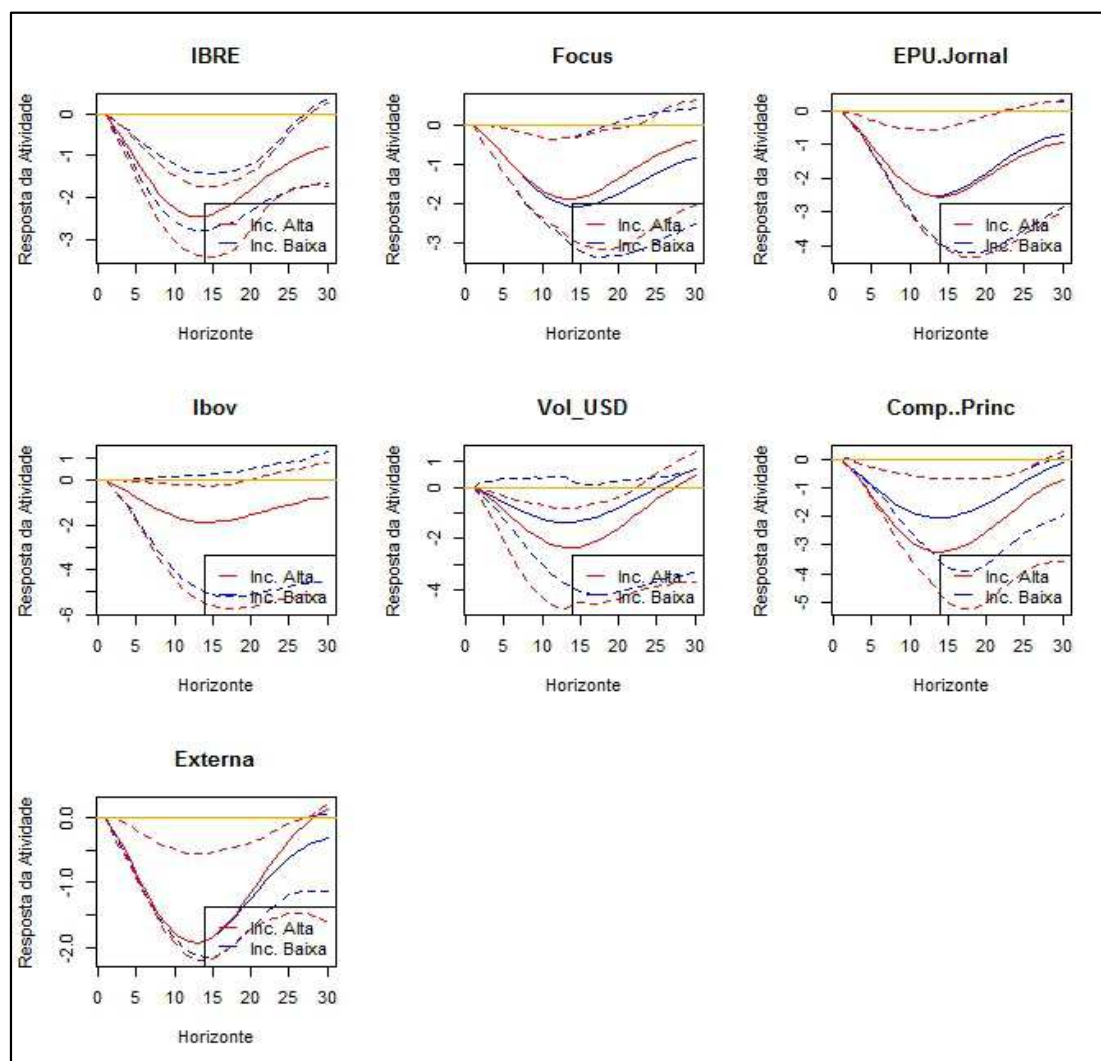 IBRE
Focus
EPU.Jornal
Resposta da Atividade
0
-1
-2
-3
Inc. Alta
Inc. Baixa
0 5 10 15 20 25 30
Horizonte
Resposta da Atividade
0
-1
-2
-3
Inc. Alta
Inc. Baixa
0 5 10 15 20 25 30
Horizonte
Resposta da Atividade
0
-1
-2
-3
-4
Inc. Alta
Inc. Baixa
0 5 10 15 20 25 30
Horizonte
Ibov
Vol_USD
Comp..Princ
Resposta da Atividade
1
0
-2
-4
-6
Inc. Alta
Inc. Baixa
0 5 10 15 20 25 30
Horizonte
Resposta da Atividade
1
0
-2
-4
Inc. Alta
Inc. Baixa
0 5 10 15 20 25 30
Horizonte
Resposta da Atividade
0
-1
-2
-3
-4
-5
Inc. Alta
Inc. Baixa
0 5 10 15 20 25 30
Horizonte
Externa
Resposta da Atividade
0.0
-1.0
-2.0
Inc. Alta
Inc. Baixa
0 5 10 15 20 25 30
Horizonte